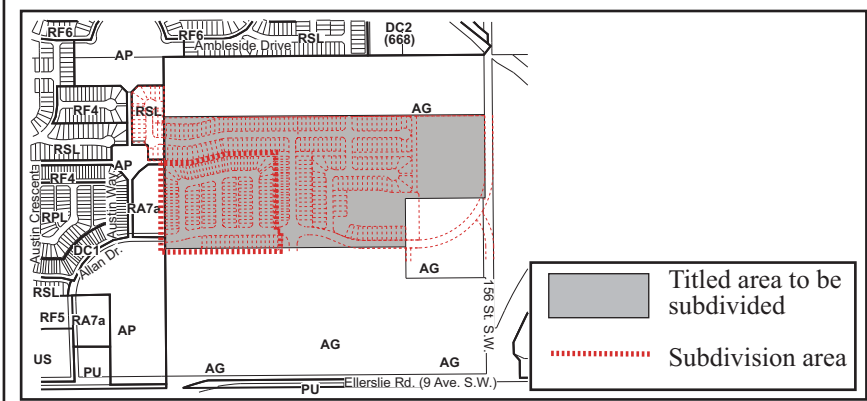 RF6
RF6
RSL
DC2
(668)
Ambleside Drive
AP
RF4
RSL
AG
RSL
AP
RF4
Austin Crescent
Austin Way
RPL
RA7a
DC1
Allan Dr.
AG
156 St. S.W.
RSL
RF5
RA7a
AP
AG
US
PU
AG
AG
Ellerslie Rd. (9 Ave. S.W.)
PU
Titled area to be
subdivided
Subdivision area